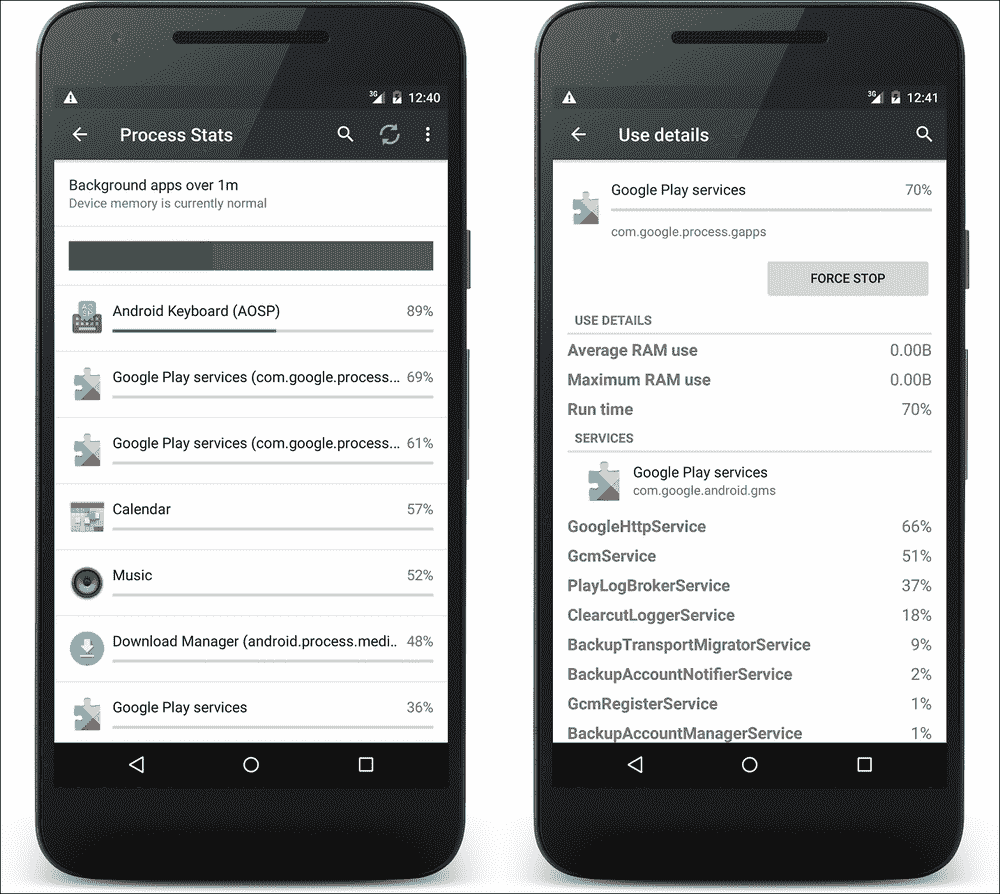 3G 12:40
Process Stats
Background apps over 1m
Device memory is currently normal
Android Keyboard (AOSP) 89%
Google Play services (com.google.process... 69%
Google Play services (com.google.process... 61%
Calendar 57%
Music 52%
Download Manager (android.process.medi.. 48%
Google Play services 36%
3G 12:41
Use details
Google Play services 70%
com.google.process.gapps
FORCE STOP
USE DETAILS
Average RAM use 0.00B
Maximum RAM use 0.00B
Run time 70%
SERVICES
Google Play services
com.google.android.gms
GoogleHttpService 66%
GcmService 51%
PlayLogBrokerService 37%
ClearcutLoggerService 18%
BackupTransportMigratorService 9%
BackupAccountNotifierService 2%
GcmRegisterService 1%
BackupAccountManagerService 1%